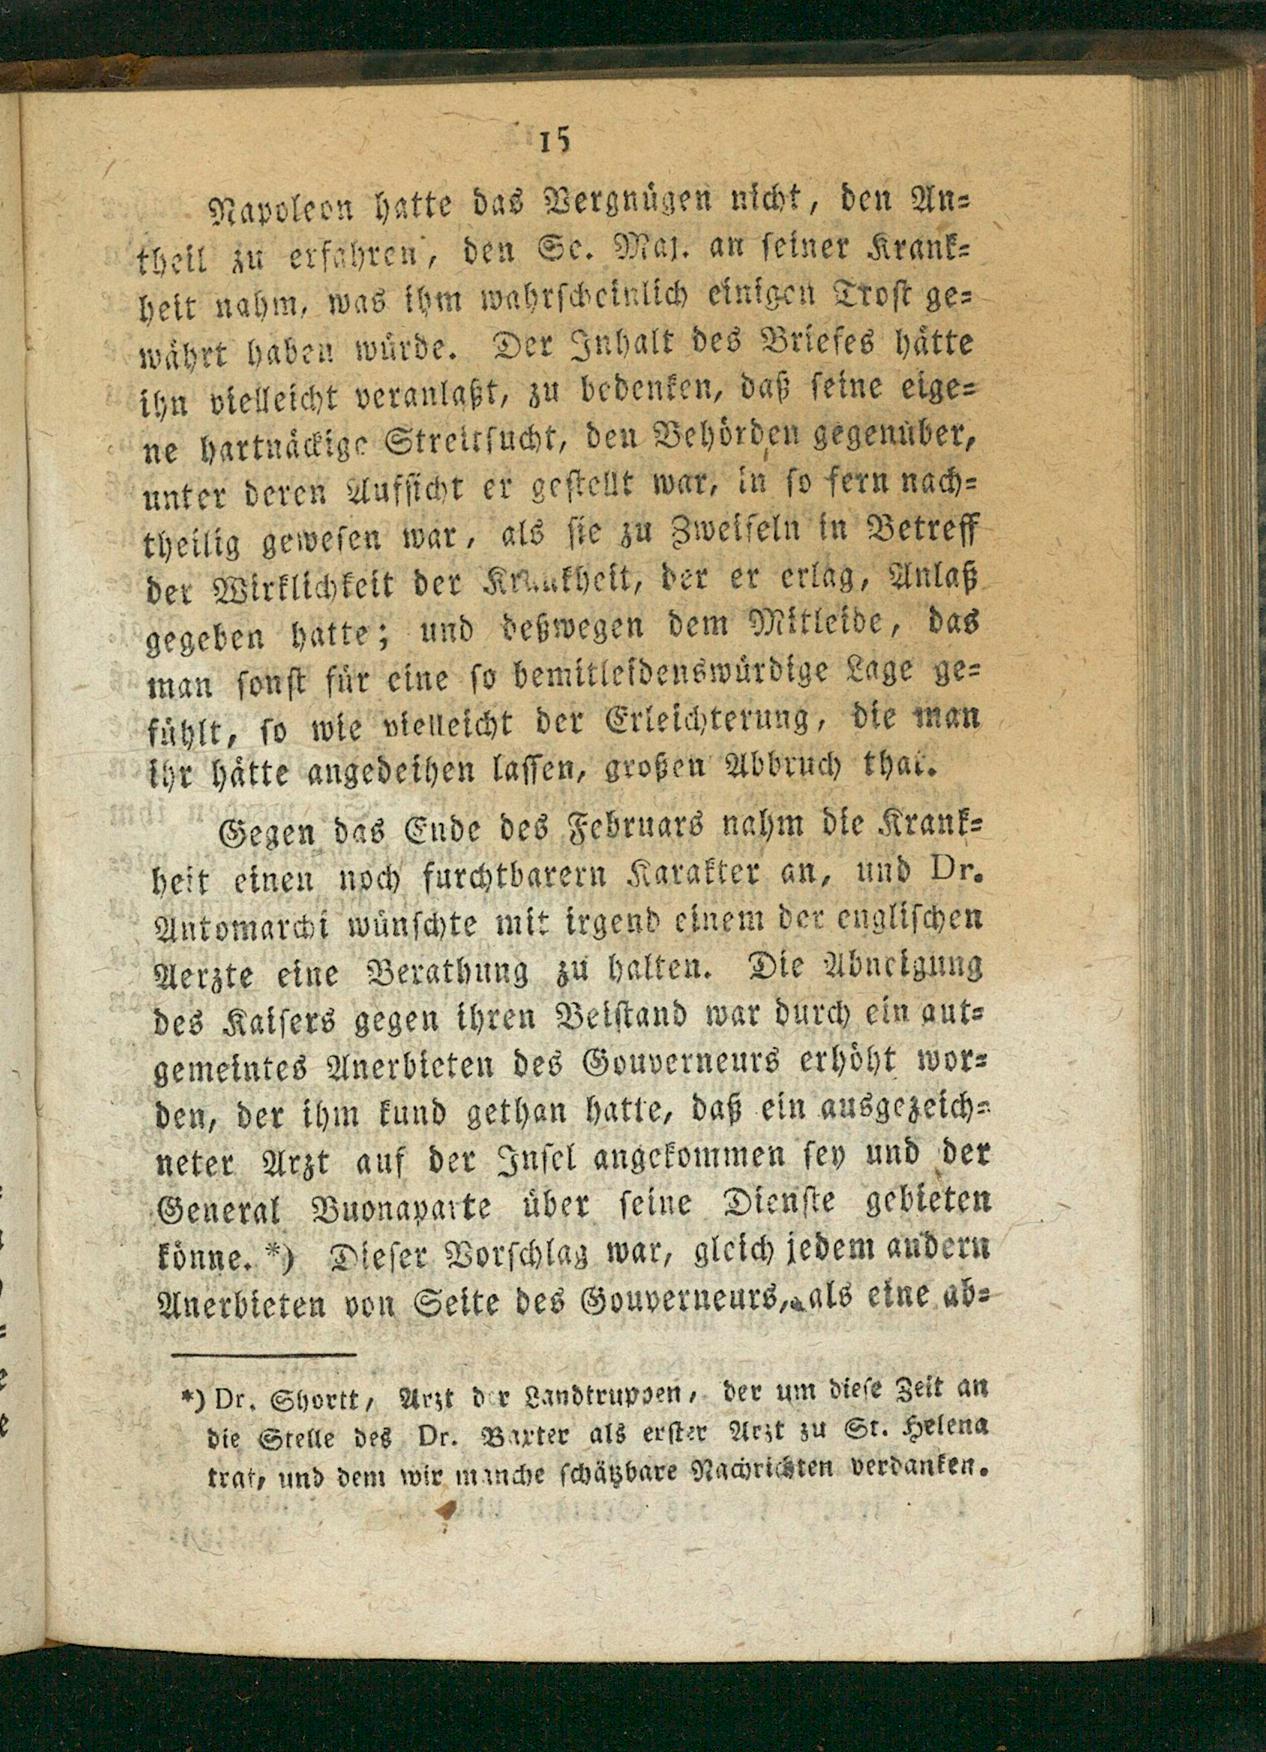 15
Napoleon hatte das Vergnügen nicht, den An-
theil zu erfahren, den Se. Maj. an seiner Krank-
heit nahm, was ihm wahrscheinlich einigen Trost ge-
währt haben würde. Der Inhalt des Briefes hätte
ihn vielleicht veranlaßt, zu bedenken, daß seine eige-
ne hartnäckige Streitsucht, den Behörden gegenüber,
unter deren Aufsicht er gestellt war, in so fern nach-
theilig gewesen war, als sie zu Zweifeln in Betreff
der Wirklichkeit der Krankheit, der er erlag, Anlaß
gegeben hatte; und deßwegen dem Mitleide, das
man sonst für eine so bemitleidenswürdige Lage ge-
fühlt, so wie vielleicht der Erleichterung, die man
ihr hätte angedeihen lassen, großen Abbruch that.
Gegen das Ende des Februars nahm die Krank-
heit einen noch furchtbarern Karakter an, und Dr.
Automarchi wünschte mit irgend einem der englischen
Aerzte eine Berathung zu halten. Die Abneigung
des Kaisers gegen ihren Beistand war durch ein gut-
gemeintes Anerbieten des Gouverneurs erhöht wor-
den, der ihm kund gethan hatte, daß ein ausgezeich-
neter Arzt auf der Insel angekommen sey und der
General Buonaparte über seine Dienste gebieten
könne. *) Dieser Vorschlag war, gleich jedem andern
Anerbieten von Seite des Gouverneurs, als eine ab-
*) Dr. Shortt, Arzt der Landtruppen, der um diese Zeit an
die Stelle des Dr. Baxter als erster Arzt zu St. Helena
trat, und dem wir manche schätzbare Nachrichten verdanken.